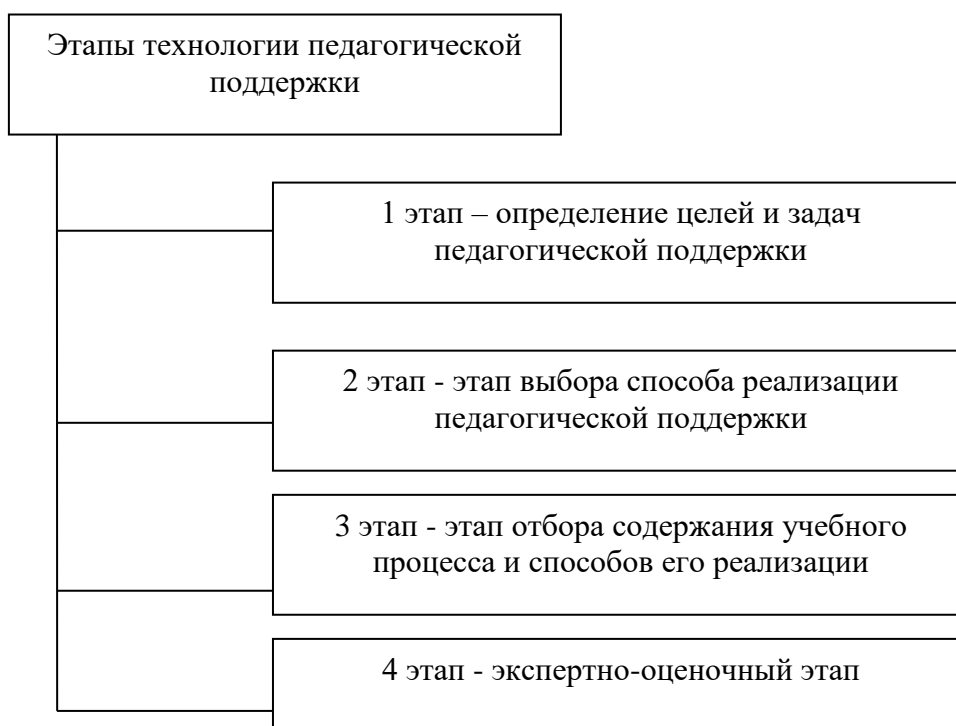 Этапы технологии педагогической
поддержки
1 этап – определение целей и задач
педагогической поддержки
2 этап - этап выбора способа реализации
педагогической поддержки
3 этап - этап отбора содержания учебного
процесса и способов его реализации
4 этап - экспертно-оценочный этап